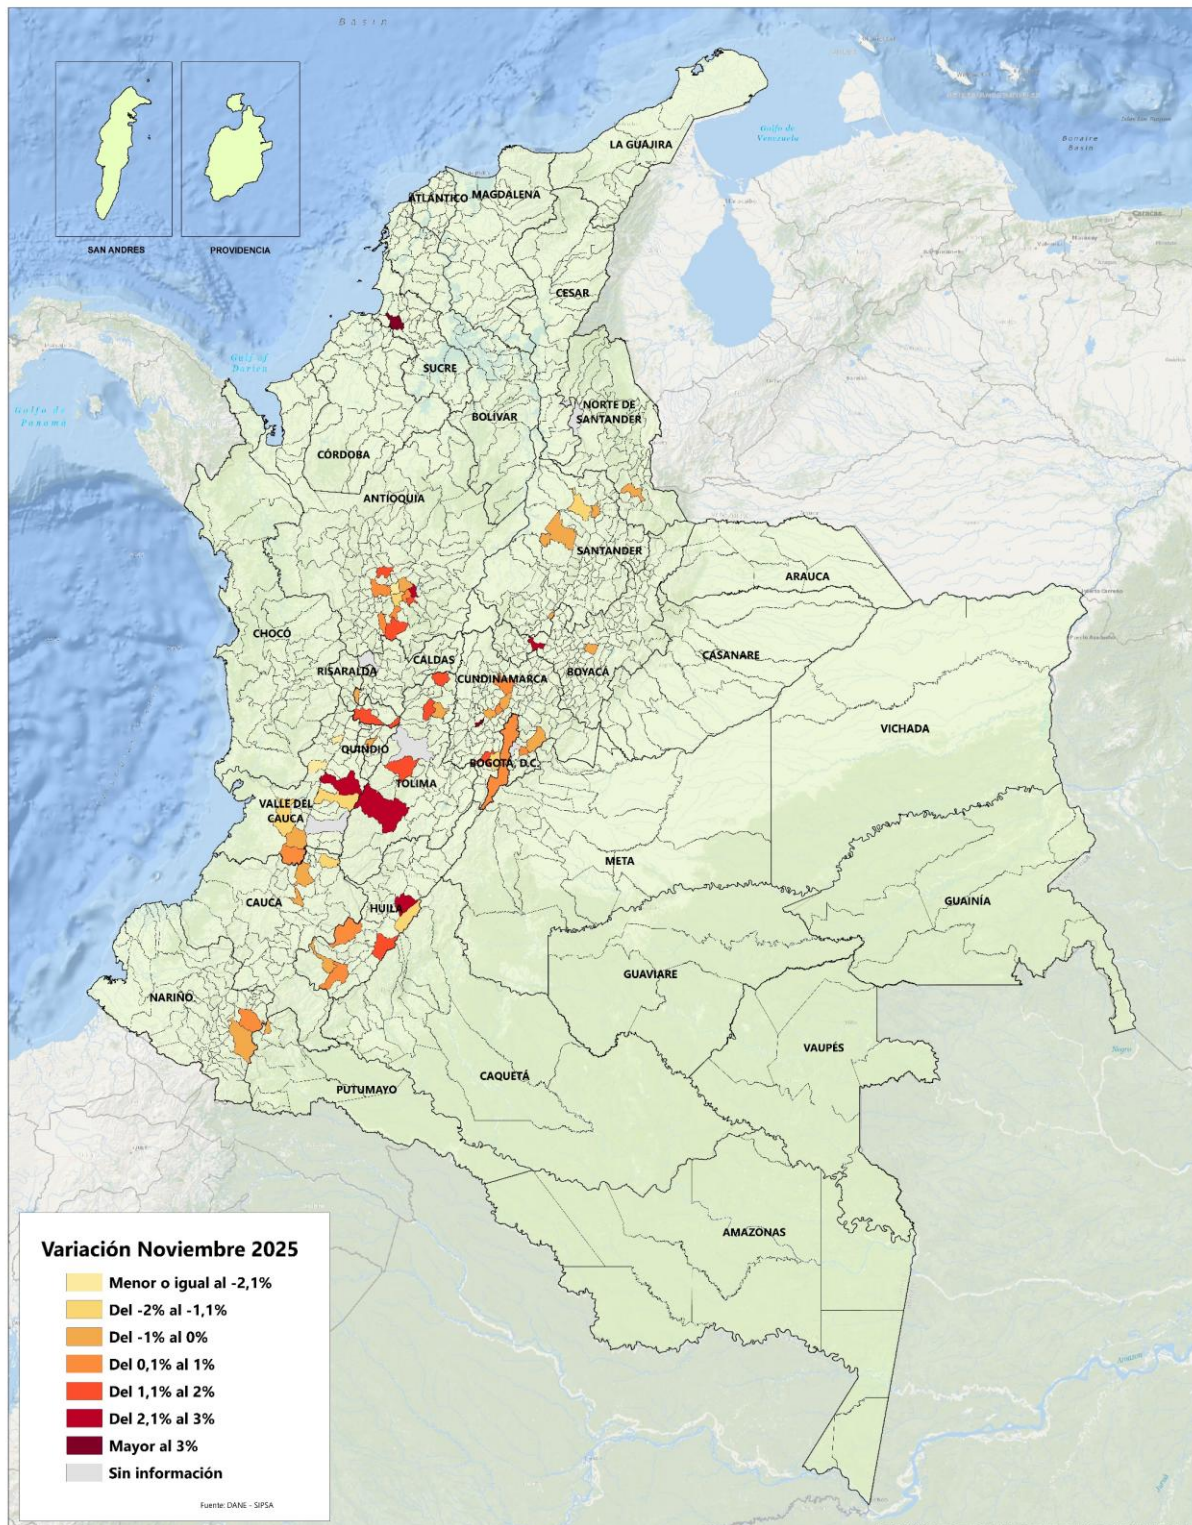 Basin
SAN ANDRES
PROVIDENCIA
Golfo de
Venezuela
Bonaire
Basin
Caracas
LA GUAJIRA
ATLÁNTICO
MAGDALENA
CESAR
Gulf of
Darien
Golfo de
Panamá
SUCRE
NORTE DE
SANTANDER
BOLÍVAR
CÓRDOBA
ANTIOQUIA
SANTANDER
ARAUCA
CHOCÓ
RISARALDA
CALDAS
CUNDINAMARCA
BOYACÁ
CASANARE
VICHADA
QUINDÍO
BOGOTÁ, D.C.
TOLIMA
VALLE DEL
CAUCA
META
CAUCA
HUILA
GUAINÍA
GUAVIARE
NARIÑO
VAUPÉS
CAQUETÁ
PUTUMAYO
AMAZONAS
Variación Noviembre 2025
Menor o igual al -2,1%
Del -2% al -1,1%
Del -1% al 0%
Del 0,1% al 1%
Del 1,1% al 2%
Del 2,1% al 3%
Mayor al 3%
Sin información
Fuente: DANE - SIPSA